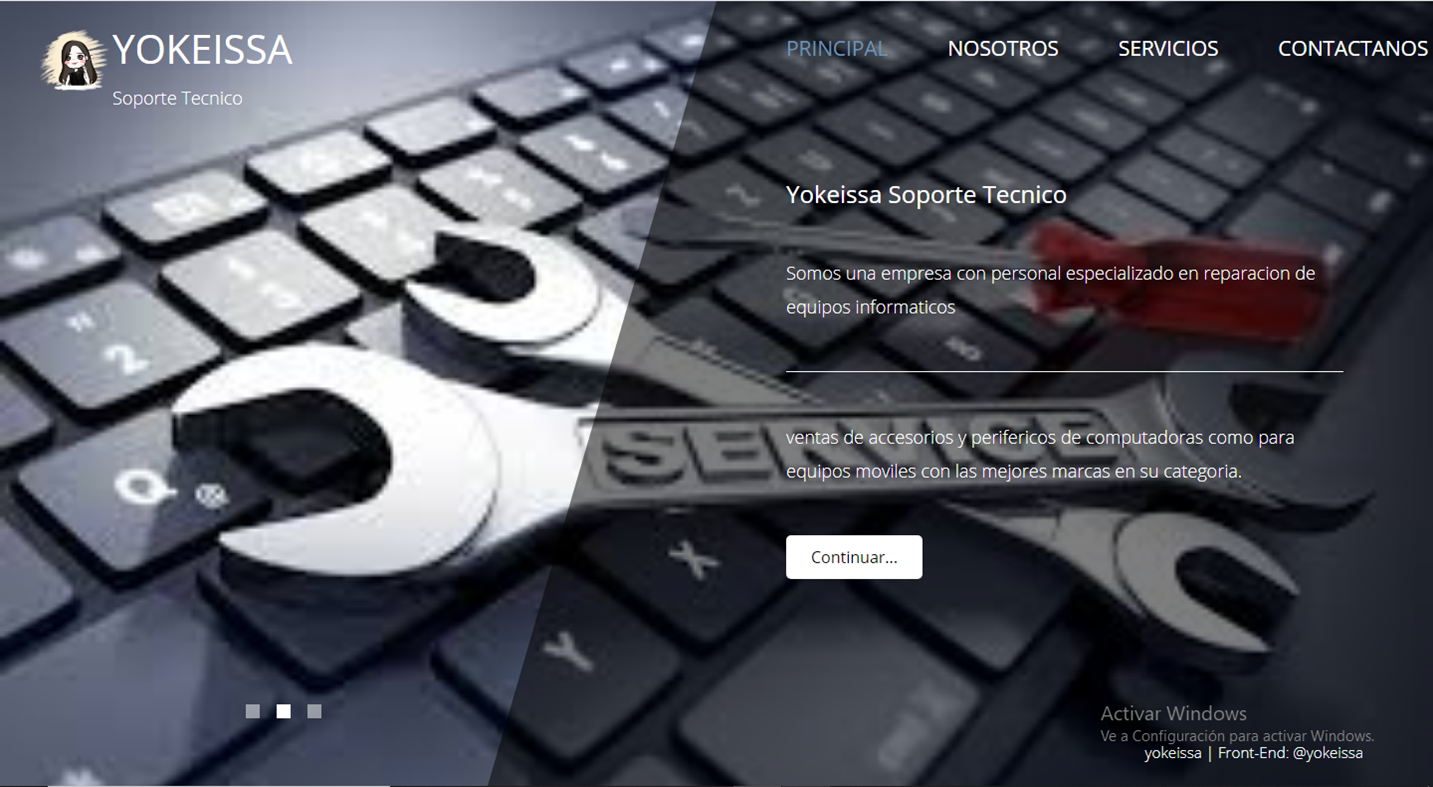 YOKEISSA
Soporte Tecnico
PRINCIPAL NOSOTROS SERVICIOS CONTACTANOS
Yokeissa Soporte Tecnico
Somos una empresa con personal especializado en reparacion de
equipos informaticos
ventas de accesorios y perifericos de computadoras como para
equipos moviles con las mejores marcas en su categoria.
SERVICE
Continuar...
2
Q @
X
Y
Activar Windows
Ve a Configuración para activar Windows.
yokeissa | Front-End: @yokeissa